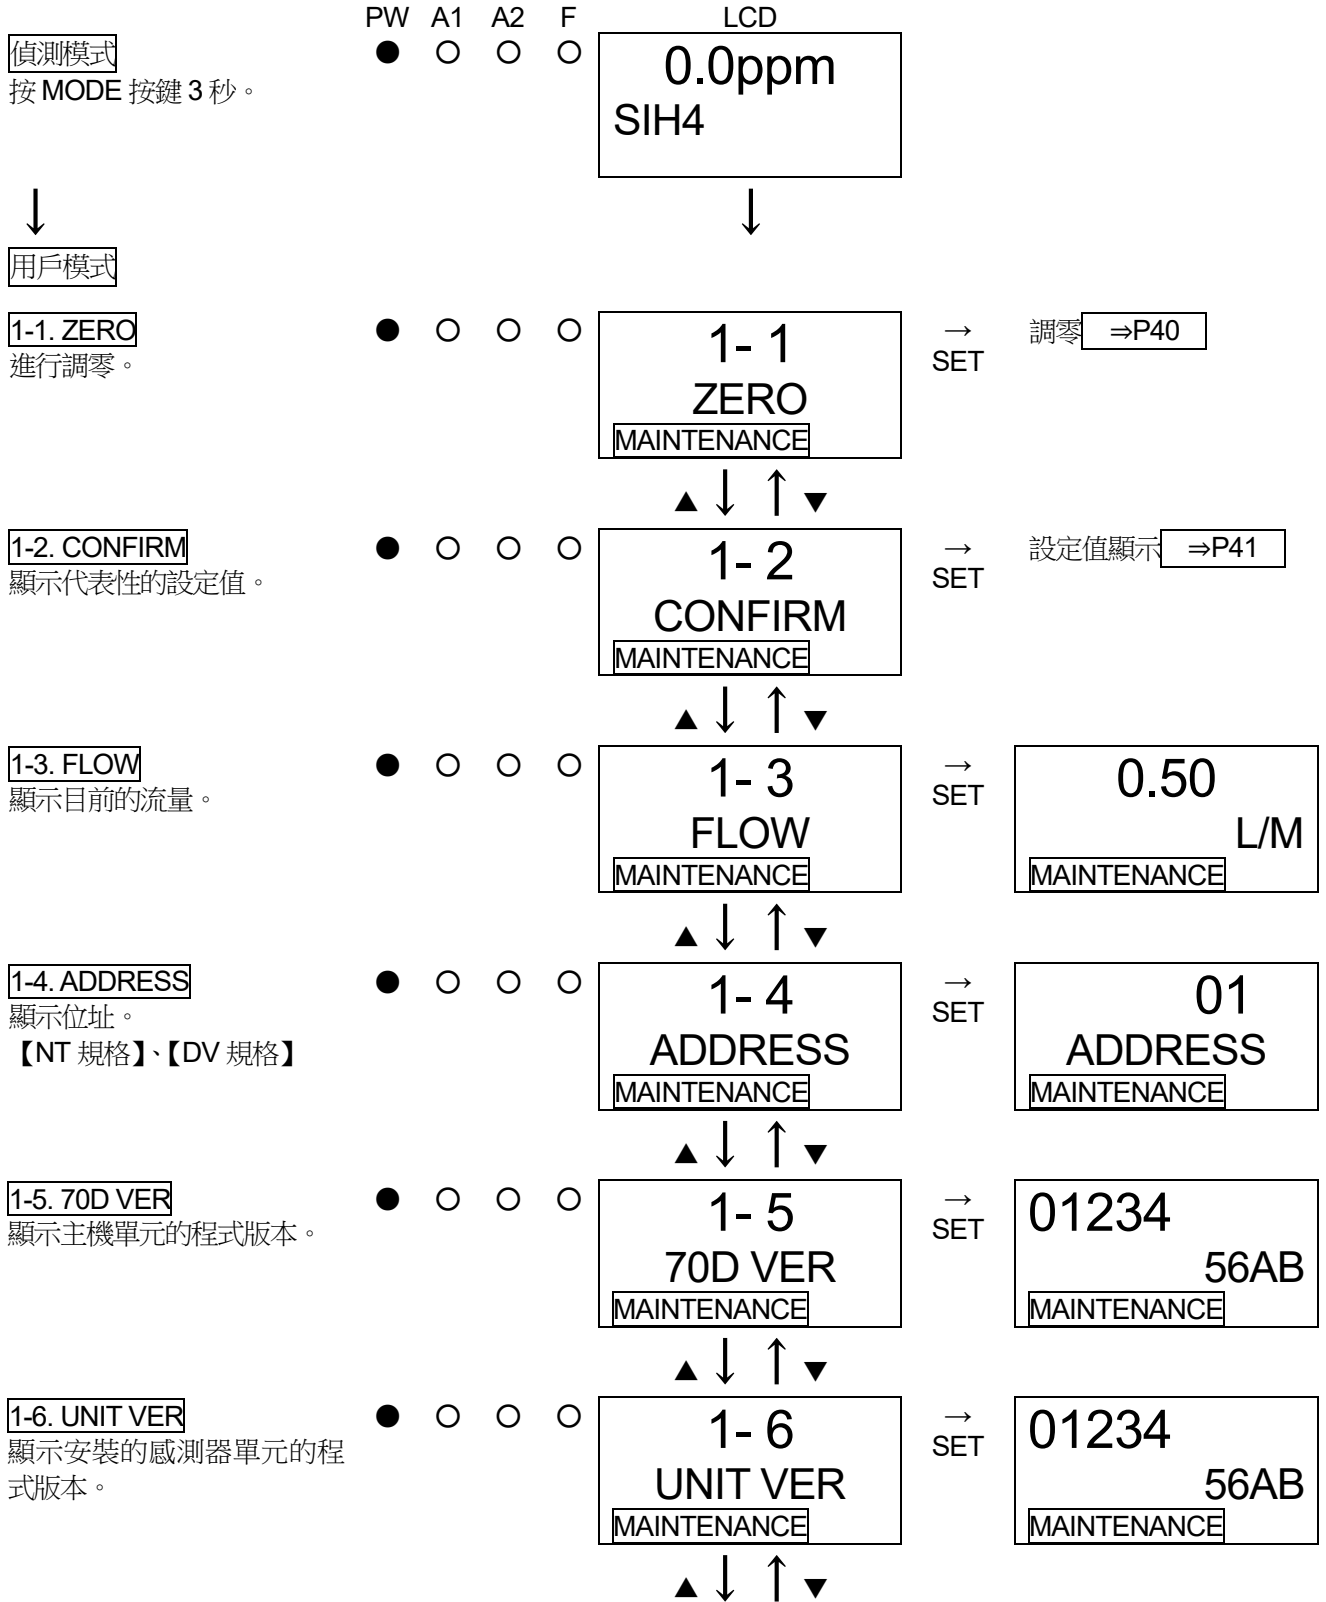 PW A1 A2 F LCD
偵測模式 ● ○ ○ ○ 0.0ppm
按 MODE 按鍵 3 秒。
SIH4
↓ ↓
用戶模式
1-1. ZERO ● ○ ○ ○ 1- 1 → 調零 ⇒P40
進行調零。 SET
ZERO
MAINTENANCE
▲ ↓ ↑ ▼
1-2. CONFIRM ● ○ ○ ○ 1- 2 → 設定值顯示 ⇒P41
顯示代表性的設定值。 SET
CONFIRM
MAINTENANCE
▲ ↓ ↑ ▼
1-3. FLOW ● ○ ○ ○ 1- 3 → 0.50
顯示目前的流量。 SET
FLOW L/M
MAINTENANCE MAINTENANCE
▲ ↓ ↑ ▼
1-4. ADDRESS ● ○ ○ ○ 1- 4 → 01
顯示位址。 SET
【NT 規格】、【DV 規格】 ADDRESS ADDRESS
MAINTENANCE MAINTENANCE
▲ ↓ ↑ ▼
1-5. 70D VER ● ○ ○ ○ 1- 5 → 01234
顯示主機單元的程式版本。 SET
70D VER 56AB
MAINTENANCE MAINTENANCE
▲ ↓ ↑ ▼
1-6. UNIT VER ● ○ ○ ○ 1- 6 → 01234
顯示安裝的感測器單元的程 SET
式版本。 UNIT VER 56AB
MAINTENANCE MAINTENANCE
▲ ↓ ↑ ▼